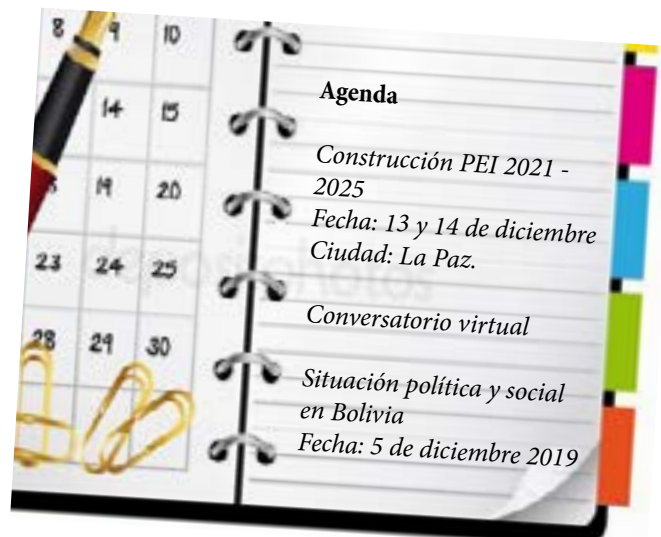 8 9 10
14 15
19 20
23 24 25
28 29 30
Agenda
Construcción PEI 2021 -
2025
Fecha: 13 y 14 de diciembre
Ciudad: La Paz.
Conversatorio virtual
Situación política y social
en Bolivia
Fecha: 5 de diciembre 2019
depositphotos